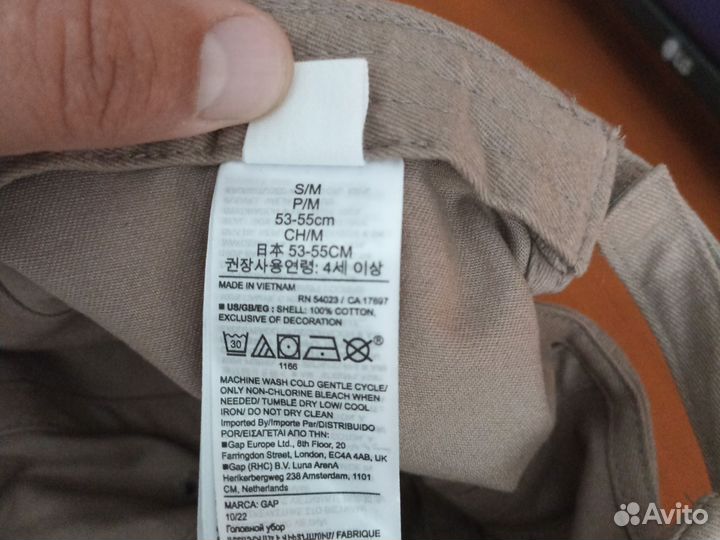 LG
S/M
P/M
53-55cm
CH/M
日本 53-55CM
권장사용연령: 4세 이상
MADE IN VIETNAM
RN 54023 / CA 17697
■ US/GB/EG : SHELL: 100% COTTON,
EXCLUSIVE OF DECORATION
30
®
1166
MACHINE WASH COLD GENTLE CYCLE/
ONLY NON-CHLORINE BLEACH WHEN
NEEDED/ TUMBLE DRY LOW/ COOL
IRON/ DO NOT DRY CLEAN
Imported By/Importe Par/DISTRIBUIDO
POR/ΕΙΣΑΓΕΤΑΙ ΑΠΟ ΤΗΝ:
■Gap Europe Ltd., 8th Floor, 20
Farringdon Street, London, EC4A 4AB, UK
■Gap (RHC) B.V. Luna ArenA
Herikerbergweg 238 Amsterdam, 1101
CM, Netherlands
MARCA: GAP
10/22
Головной убор
FABRIQUE
Avito